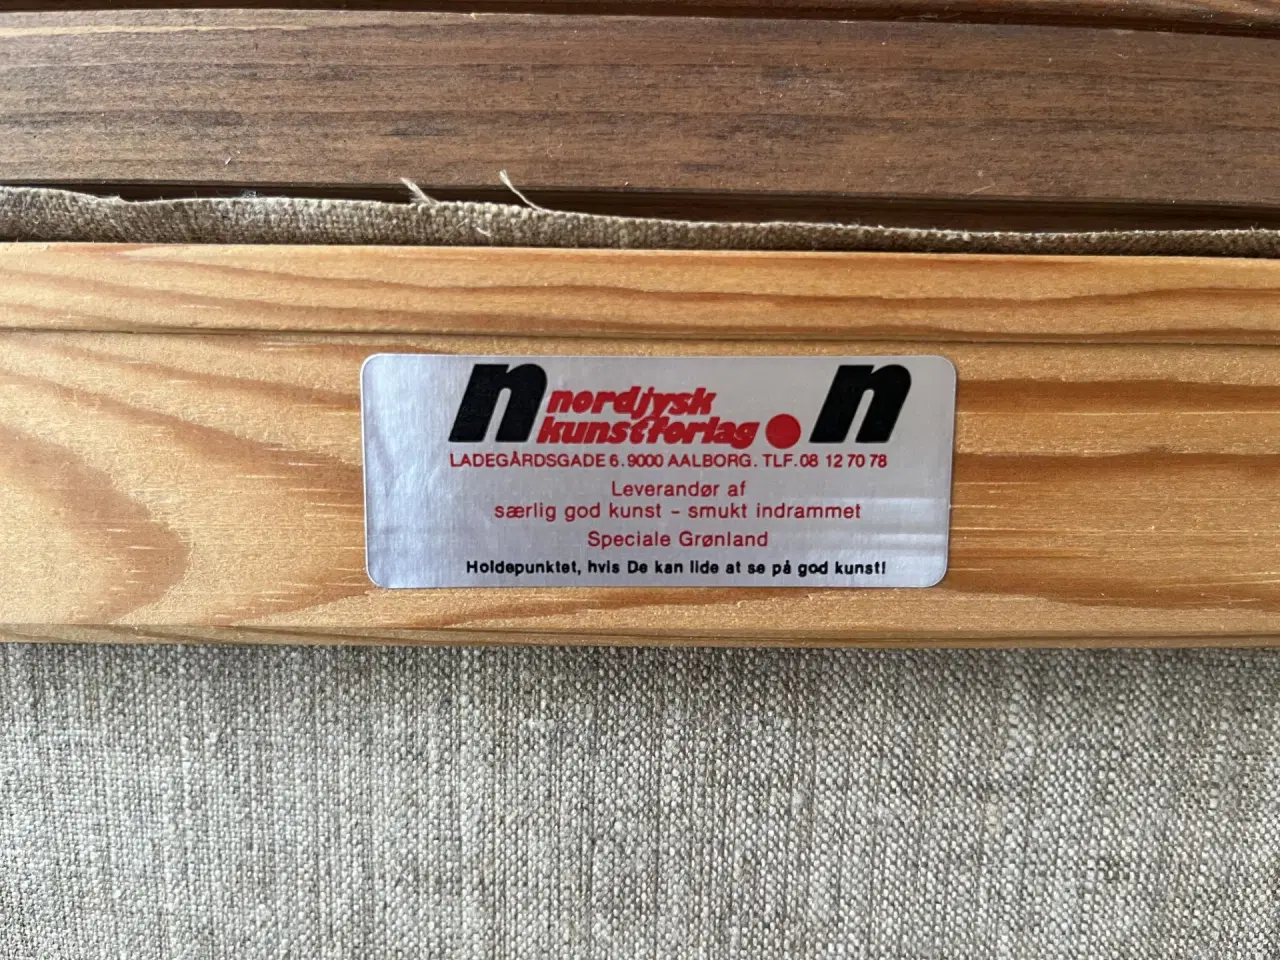 n nordjysk n
kunstforlag
LADEGÅRDSGADE 6. 9000 AALBORG. TLF. 08 12 70 78
Leverandør af
særlig god kunst - smukt indrammet
Speciale Grønland
Holdepunktet, hvis De kan lide at se på god kunst!